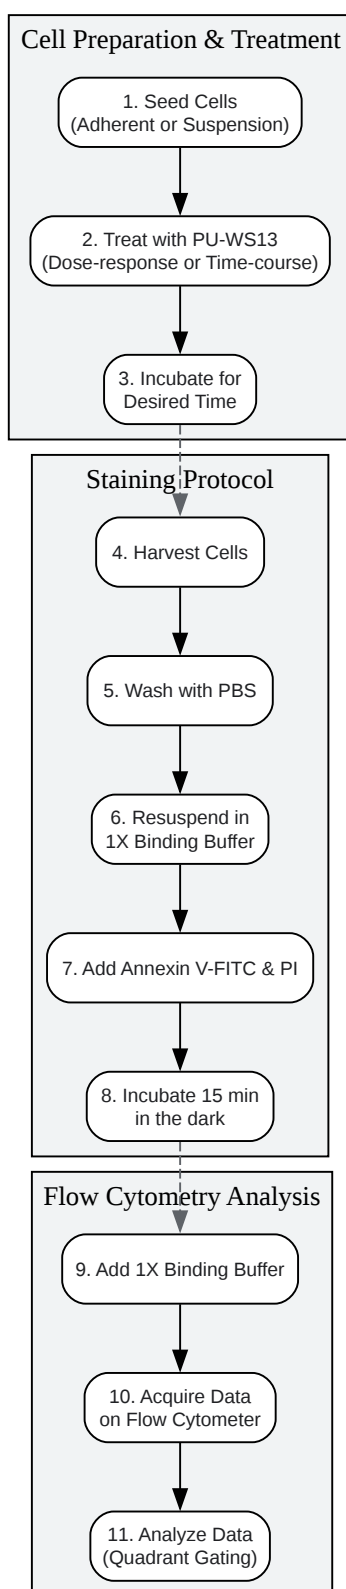 Cell Preparation & Treatment
1. Seed Cells
(Adherent or Suspension)
2. Treat with PU-WS13
(Dose-response or Time-course)
3. Incubate for
Desired Time
Staining Protocol
4. Harvest Cells
5. Wash with PBS
6. Resuspend in
1X Binding Buffer
7. Add Annexin V-FITC & PI
8. Incubate 15 min
in the dark
Flow Cytometry Analysis
9. Add 1X Binding Buffer
10. Acquire Data
on Flow Cytometer
11. Analyze Data
(Quadrant Gating)